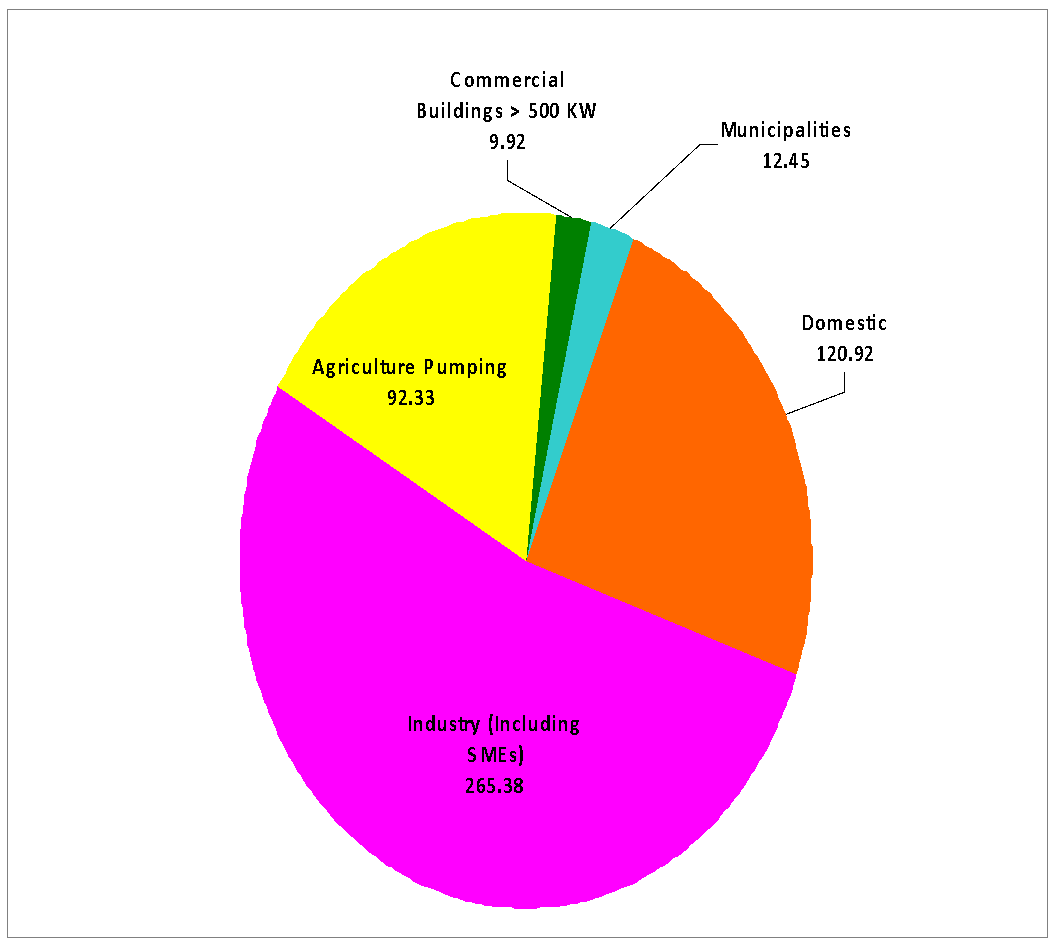 Commercial
Buildings > 500 KW
9.92
Municipalities
12.45
Domestic
120.92
Agriculture Pumping
92.33
Industry (Including
SMEs)
265.38